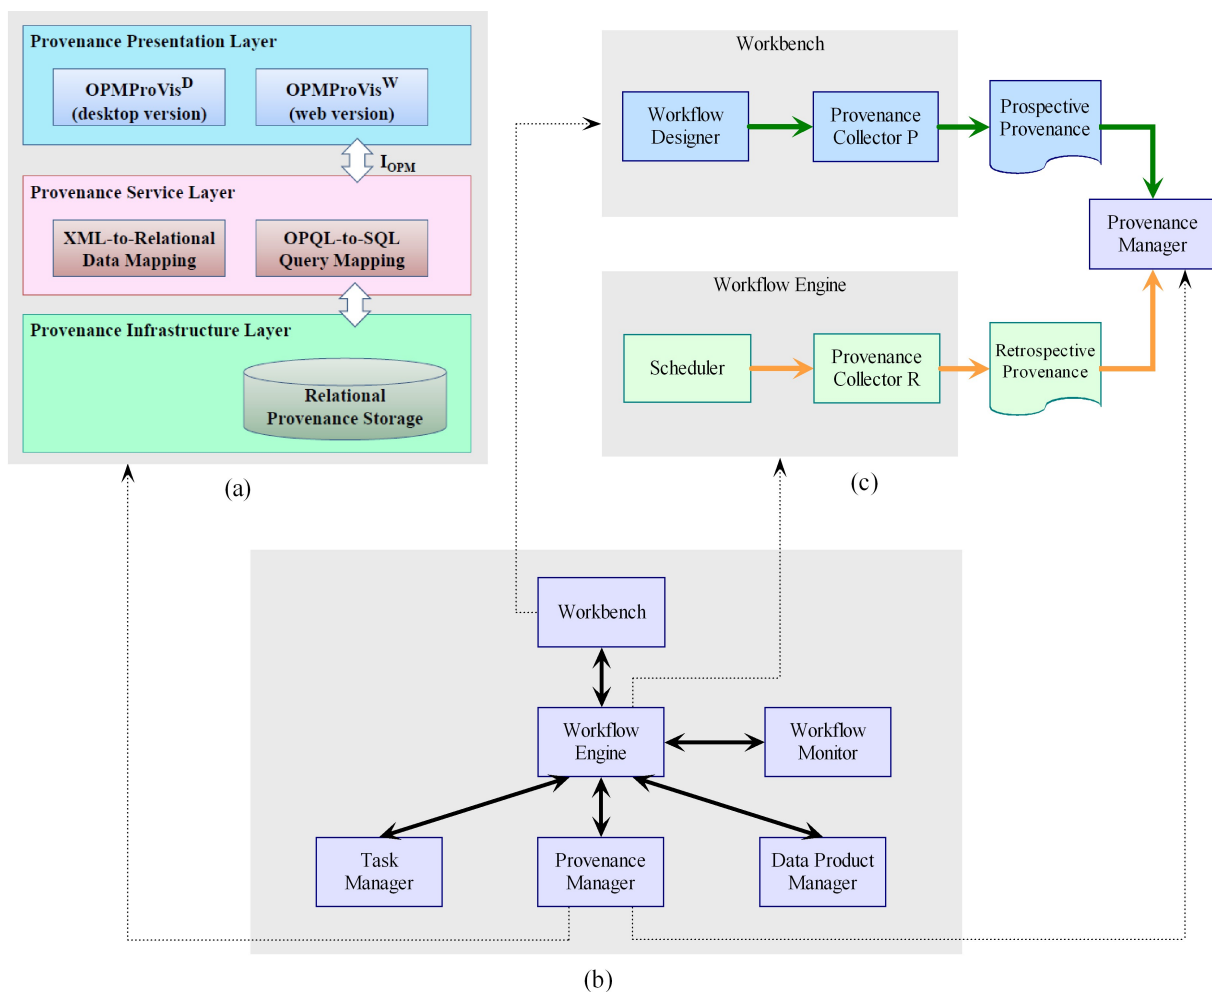 Provenance Presentation Layer
OPMProVisD
(desktop version)
OPMProVisW
(web version)
IOPM
Provenance Service Layer
XML-to-Relational
Data Mapping
OPQL-to-SQL
Query Mapping
Provenance Infrastructure Layer
Relational
Provenance Storage
(a)
Workbench
Workflow
Designer
Provenance
Collector P
Prospective
Provenance
Provenance
Manager
Workflow Engine
Scheduler
Provenance
Collector R
Retrospective
Provenance
(c)
Workbench
Workflow
Engine
Workflow
Monitor
Task
Manager
Provenance
Manager
Data Product
Manager
(b)